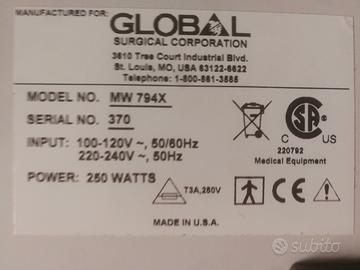 MANUFACTURED FOR:
GLOBAL
SURGICAL CORPORATION
3610 Tree Court Industrial Blvd.
St. Louis, MO, USA 63122-6622
Telephone: 1-800-861-3585
MODEL NO. MW 794X
SERIAL NO. 370
INPUT: 100-120V ~, 50/60Hz
220-240V ~, 50Hz
POWER: 250 WATTS
T3A,250V
MADE IN U.S.A.
CSA
C US
220792
Medical Equipment
CE
subito